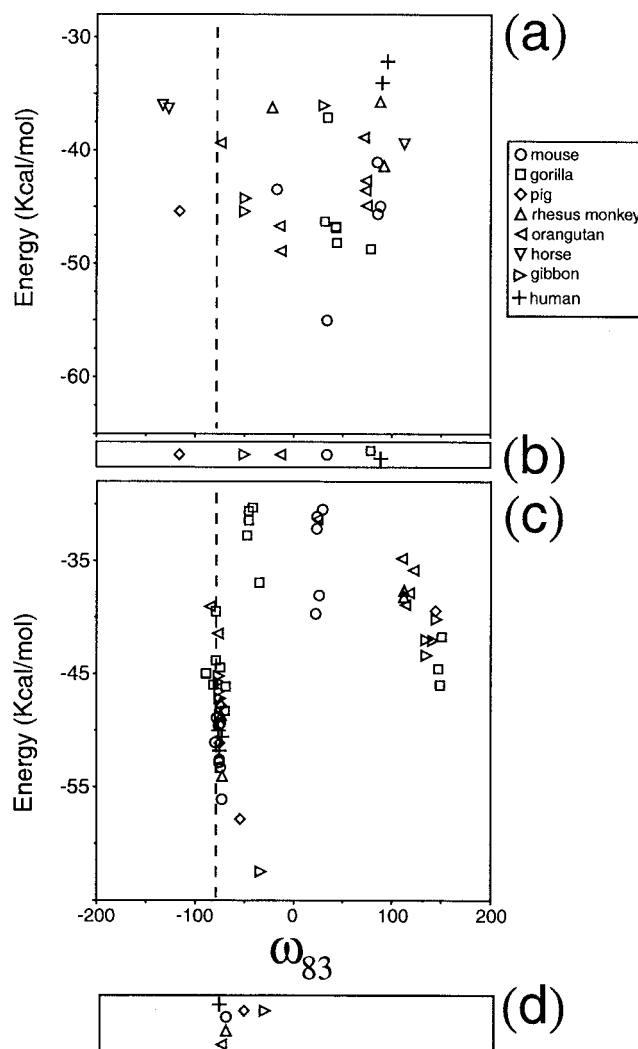 (a)
-30
-40
-50
-60
Energy (Kcal/mol)
mouse
gorilla
pig
rhesus monkey
orangutan
horse
gibbon
human
(b)
(c)
-35
-45
-55
Energy (Kcal/mol)
-200 -100 0 100 200
ω83
(d)